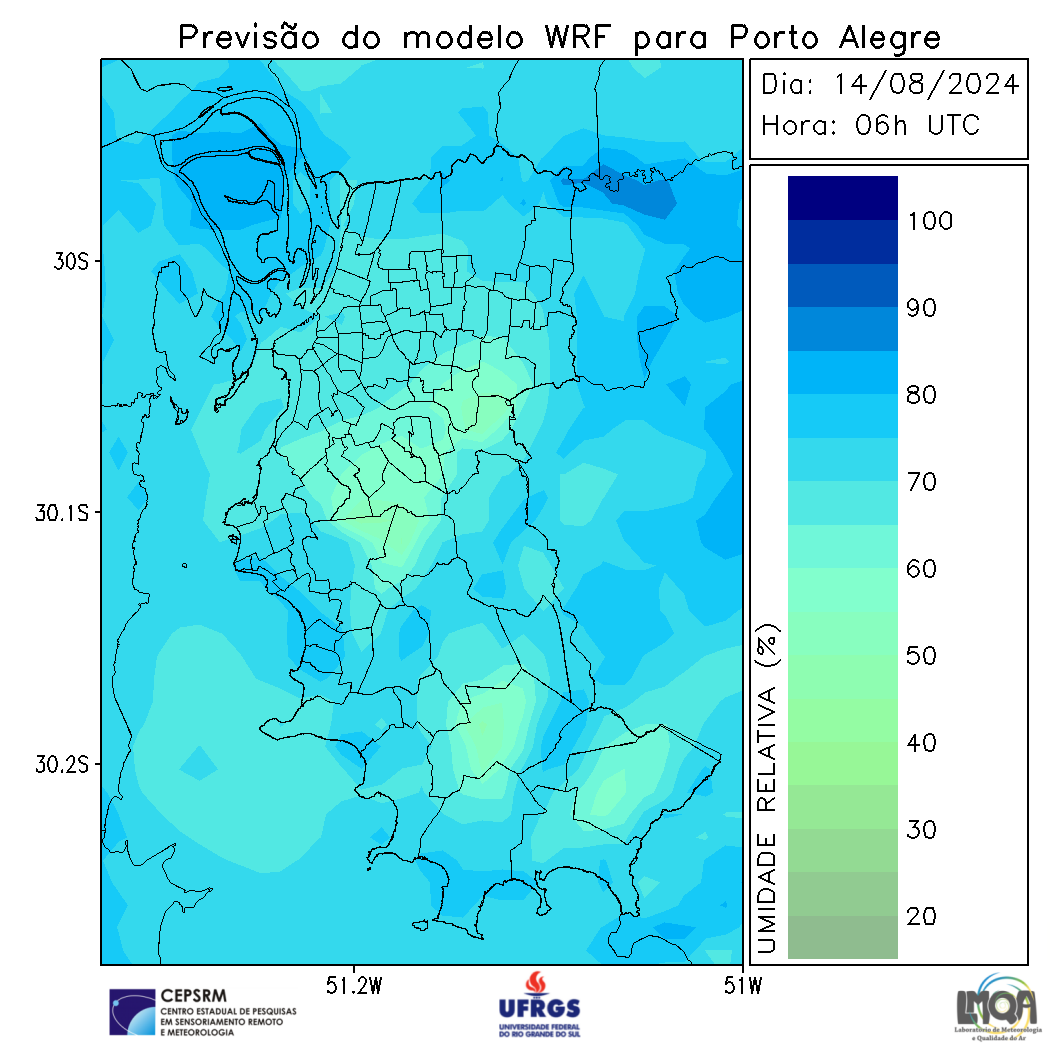 Previsão do modelo WRF para Porto Alegre
Dia: 14/08/2024
Hora: 06h UTC
30S
30.1S
30.2S
51.2W
51W
100
90
80
70
60
50
40
30
20
UMIDADE RELATIVA (%)
CEPSRM
CENTRO ESTADUAL DE PESQUISAS
EM SENSORIAMENTO REMOTO
E METEOROLOGIA
UFRGS
UNIVERSIDADE FEDERAL
DO RIO GRANDE DO SUL
LMQA
Laboratório de Meteorologia
e Qualidade do Ar